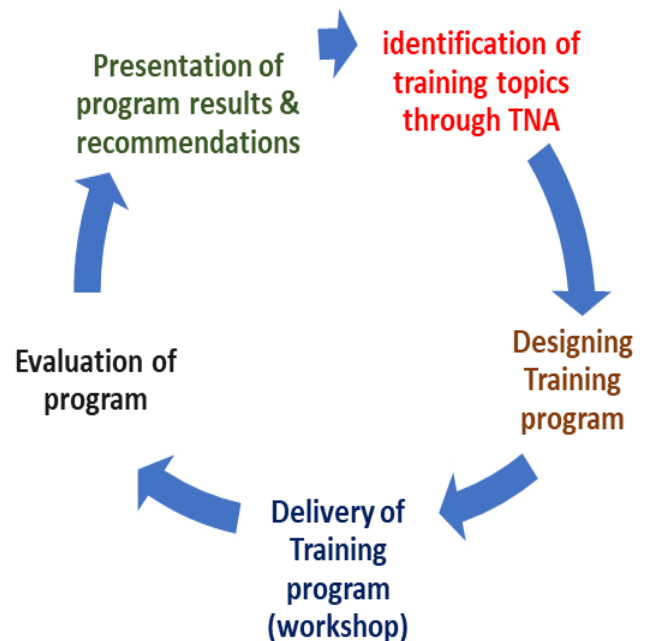 identification of
training topics
through TNA
Designing
Training
program
Delivery of
Training
program
(workshop)
Evaluation of
program
Presentation of
program results &
recommendations